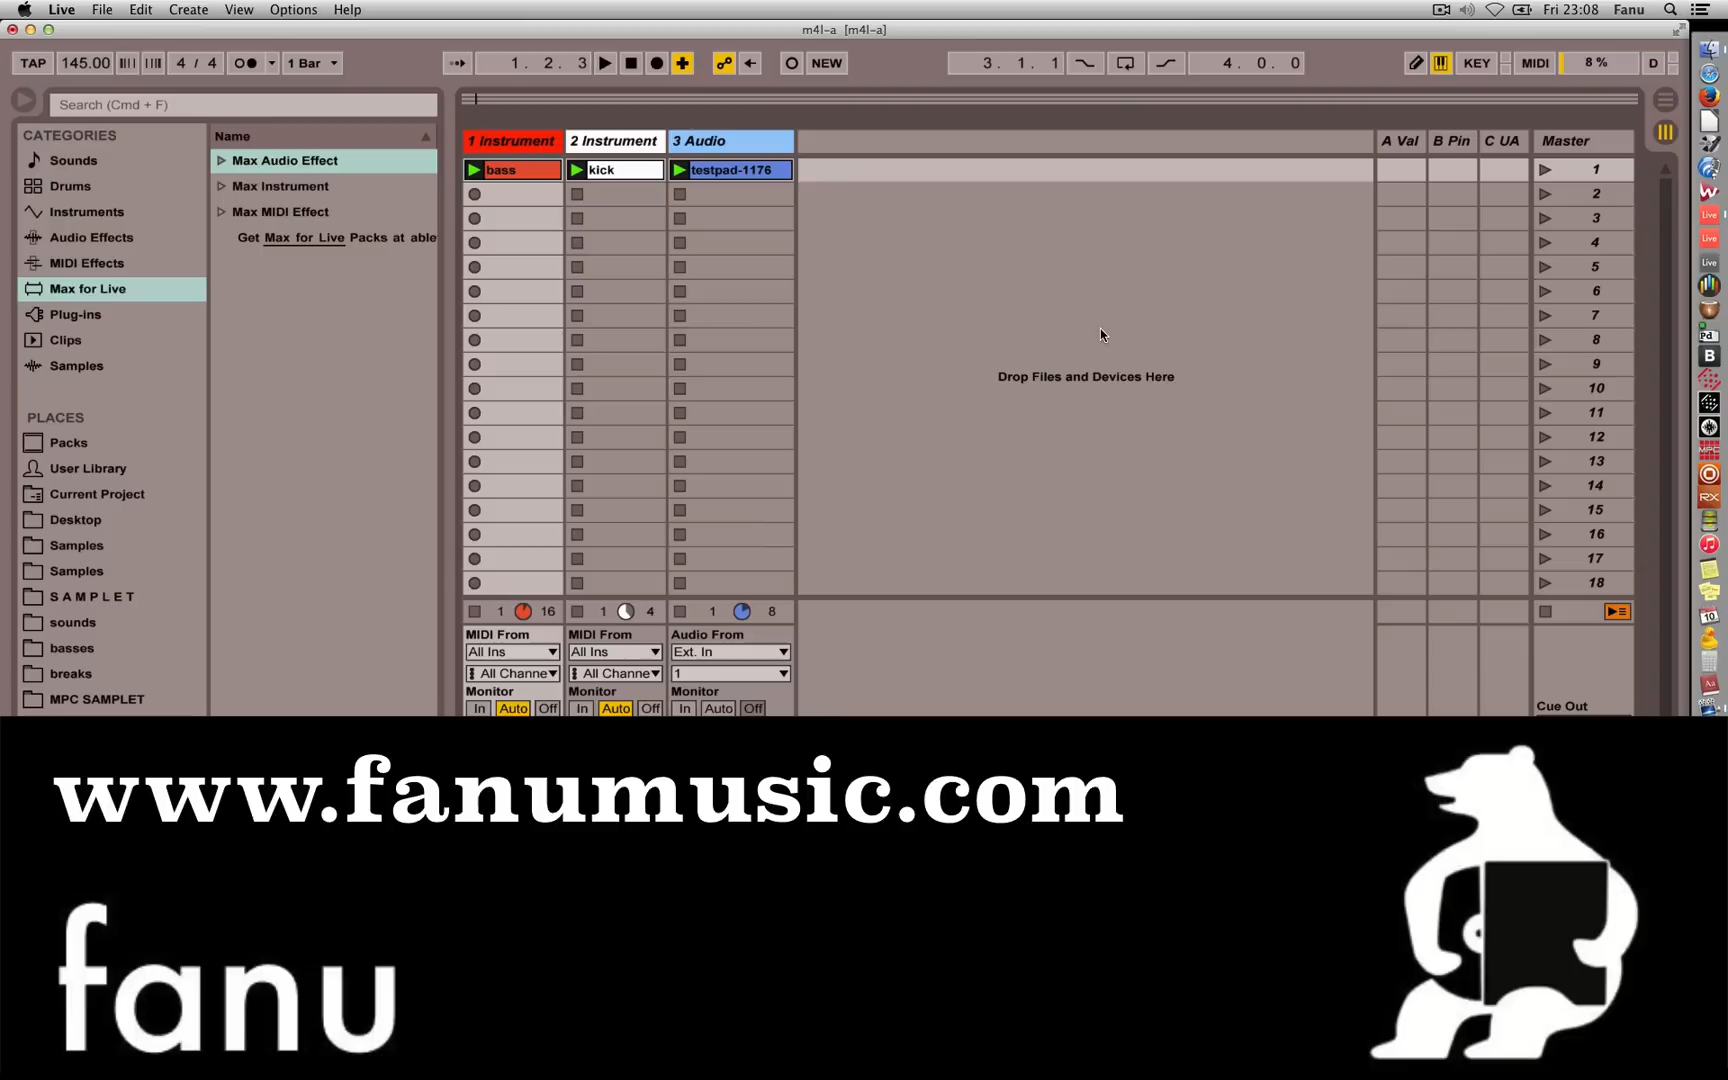 Live File Edit Create View Options Help Fri 23:08 Fanu
m4l-a [m4l-a]
TAP 145.00 4 / 4 1 Bar 1. 2. 3 NEW 3. 1. 1 4. 0. 0 KEY MIDI 8 % D
Search (Cmd + F)
CATEGORIES
Sounds
Drums
Instruments
Audio Effects
MIDI Effects
Max for Live
Plug-ins
Clips
Samples
PLACES
Packs
User Library
Current Project
Desktop
Samples
Samples
S A M P L E T
sounds
basses
breaks
MPC SAMPLET
Name
Max Audio Effect
Max Instrument
Max MIDI Effect
Get Max for Live Packs at able
1 Instrument 2 Instrument 3 Audio A Val B Pin C UA Master
bass kick testpad-1176 1
2
3
4
5
6
7
8
9
10
11
12
13
14
15
16
17
18
Drop Files and Devices Here
1 16 1 4 1 8
MIDI From MIDI From Audio From
All Ins All Ins Ext. In
All Channe All Channe 1
Monitor Monitor Monitor
In Auto Off In Auto Off In Auto Off
Cue Out
Live
Live
Live
Pd
B
MPC
RX
10
Aa
www.fanumusic.com
fanu